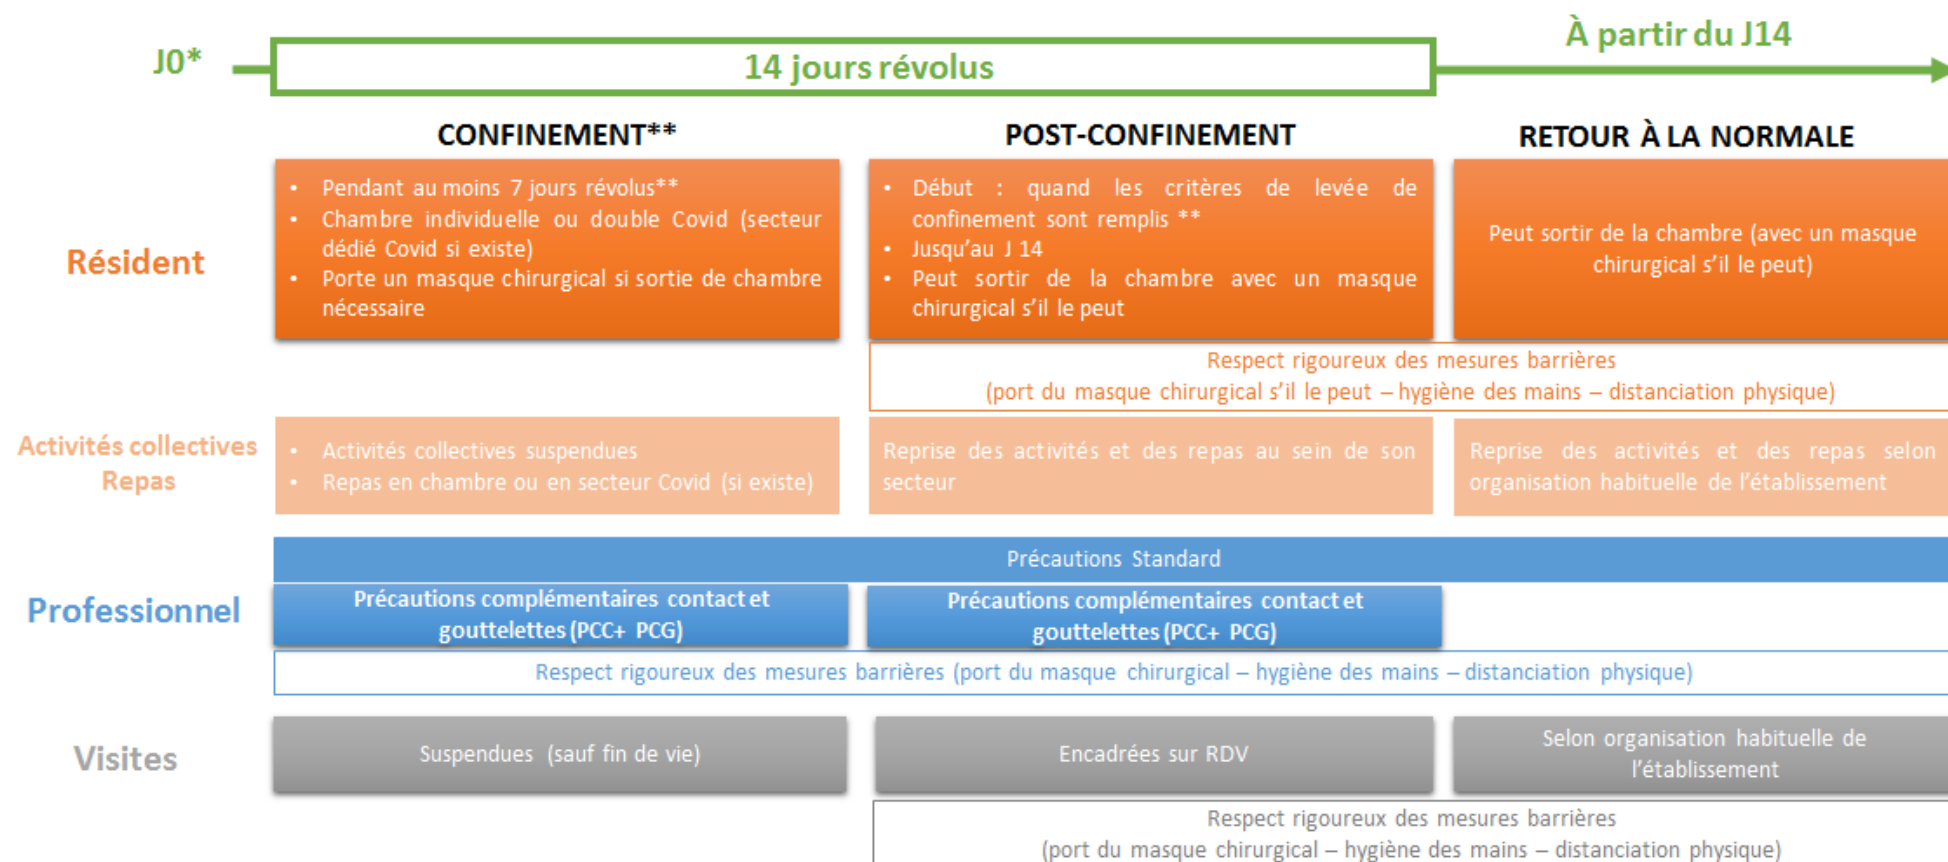 J0*
14 jours révolus
À partir du J14
CONFINEMENT**
POST-CONFINEMENT
RETOUR À LA NORMALE
Résident
• Pendant au moins 7 jours révolus**
• Chambre individuelle ou double Covid (secteur
dédié Covid si existe)
• Porte un masque chirurgical si sortie de chambre
nécessaire
• Début : quand les critères de levée de
confinement sont remplis **
• Jusqu'au J 14
• Peut sortir de la chambre avec un masque
chirurgical s'il le peut
Peut sortir de la chambre (avec un masque
chirurgical s'il le peut)
Respect rigoureux des mesures barrières
(port du masque chirurgical s'il le peut – hygiène des mains – distanciation physique)
Activités collectives
Repas
• Activités collectives suspendues
• Repas en chambre ou en secteur Covid (si existe)
Reprise des activités et des repas au sein de son
secteur
Reprise des activités et des repas selon
organisation habituelle de l'établissement
Professionnel
Précautions Standard
Précautions complémentaires contact et
gouttelettes (PCC+ PCG)
Précautions complémentaires contact et
gouttelettes (PCC+ PCG)
Respect rigoureux des mesures barrières (port du masque chirurgical – hygiène des mains – distanciation physique)
Visites
Suspendues (sauf fin de vie)
Encadrées sur RDV
Selon organisation habituelle de
l'établissement
Respect rigoureux des mesures barrières
(port du masque chirurgical – hygiène des mains – distanciation physique)